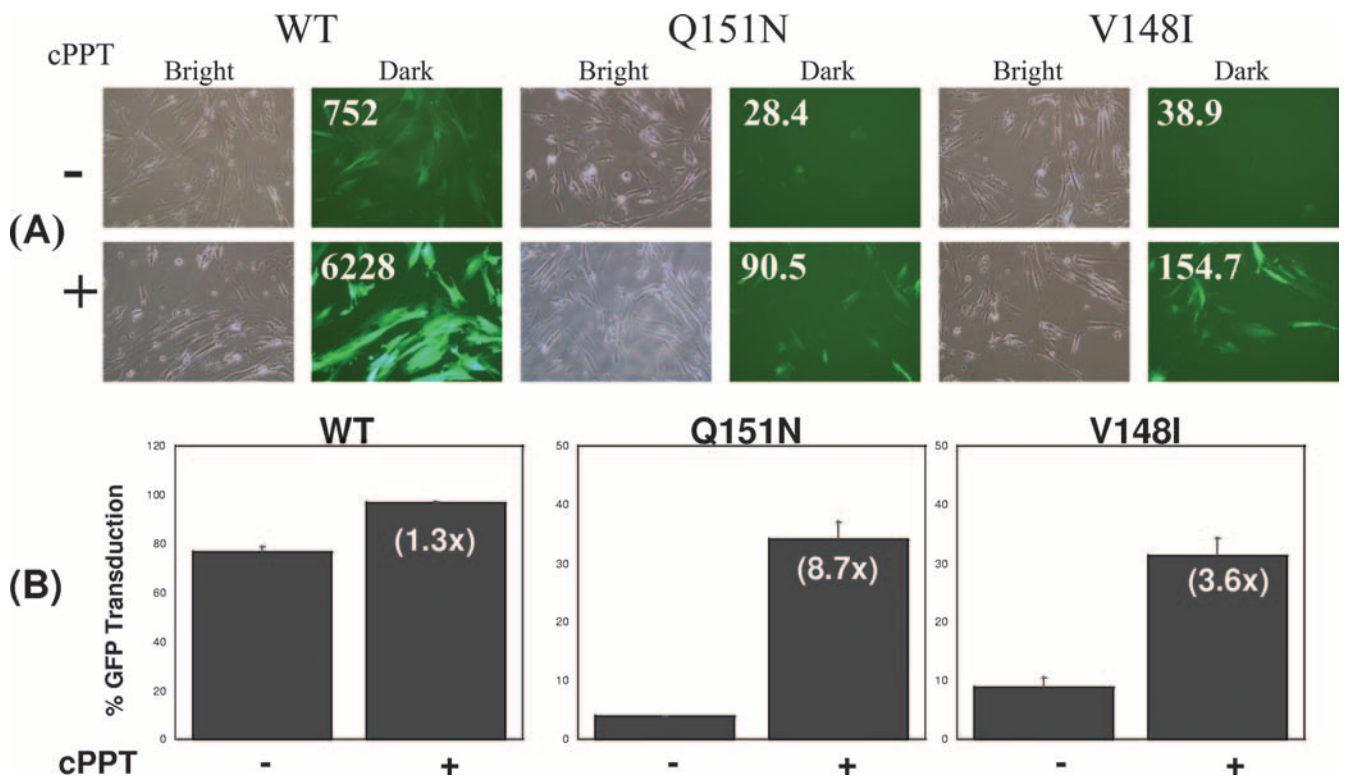 WT Q151N V148I
cPPT Bright Dark Bright Dark Bright Dark
(A)
- 752 28.4 38.9
+ 6228 90.5 154.7
(B)
WT Q151N V148I
% GFP Transduction
120
100
80
60
40
20
0
(1.3x)
50
40
30
20
10
0
(8.7x)
50
40
30
20
10
0
(3.6x)
cPPT - + - + - +